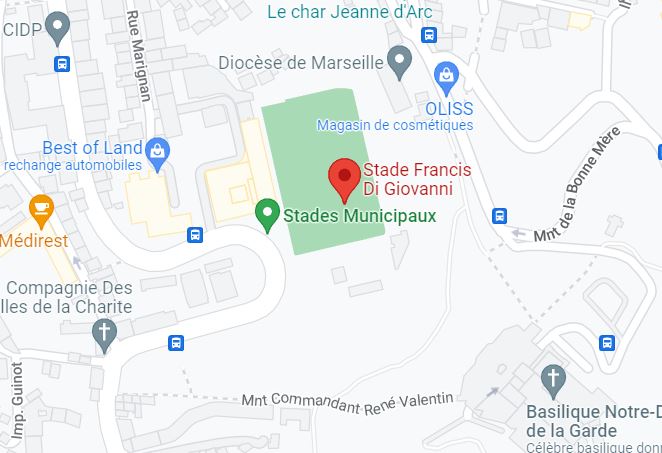 Le char Jeanne d'Arc
CIDP
Rue Marignan
Diocèse de Marseille
OLISS
Magasin de cosmétiques
Best of Land
rechange automobiles
Stade Francis
Di Giovanni
Stades Municipaux
Mnt de la Bonne Mère
Médirest
Compagnie Des
lles de la Charite
Imp. Guinot
Mnt Commandant René Valentin
Basilique Notre-D
de la Garde
Célèbre basilique donn